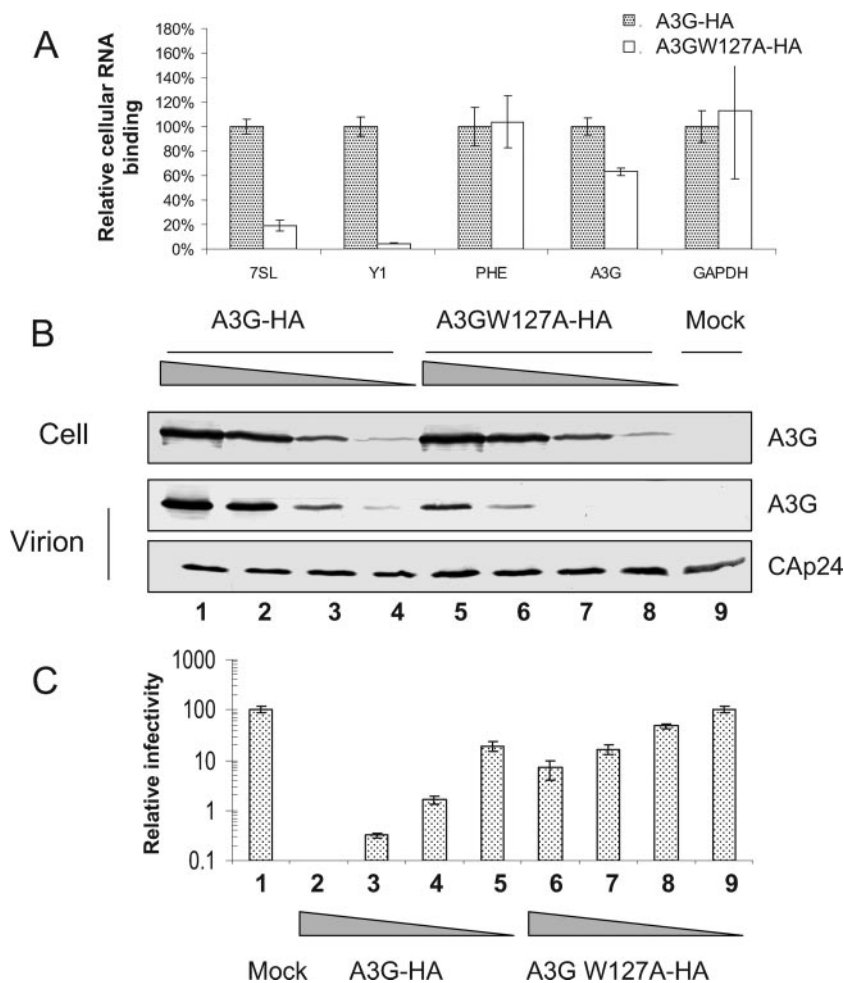 A
A3G-HA
A3GW127A-HA
Relative cellular RNA
binding
180%
160%
140%
120%
100%
80%
60%
40%
20%
0%
7SL Y1 PHE A3G GAPDH
B
A3G-HA A3GW127A-HA Mock
Cell A3G
Virion A3G
CAp24
1 2 3 4 5 6 7 8 9
C
Relative infectivity
1000
100
10
1
0.1
1 2 3 4 5 6 7 8 9
Mock A3G-HA A3G W127A-HA